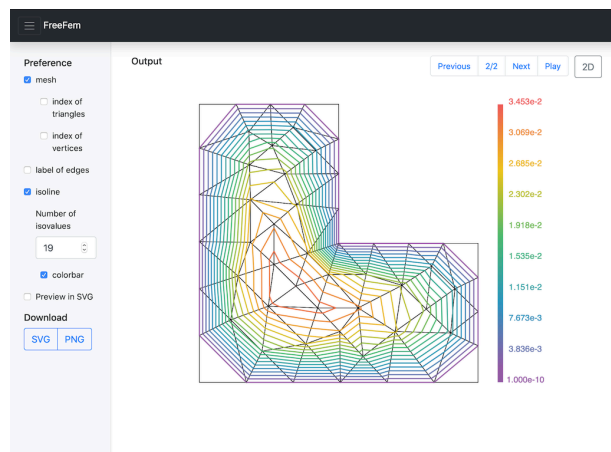 FreeFem
Preference
mesh
index of
triangles
index of
vertices
label of edges
isoline
Number of
isovalues
19
colorbar
Preview in SVG
Download
SVG PNG
Output
Previous 2/2 Next Play 2D
3.453e-2
3.069e-2
2.685e-2
2.302e-2
1.918e-2
1.535e-2
1.151e-2
7.673e-3
3.836e-3
1.000e-10